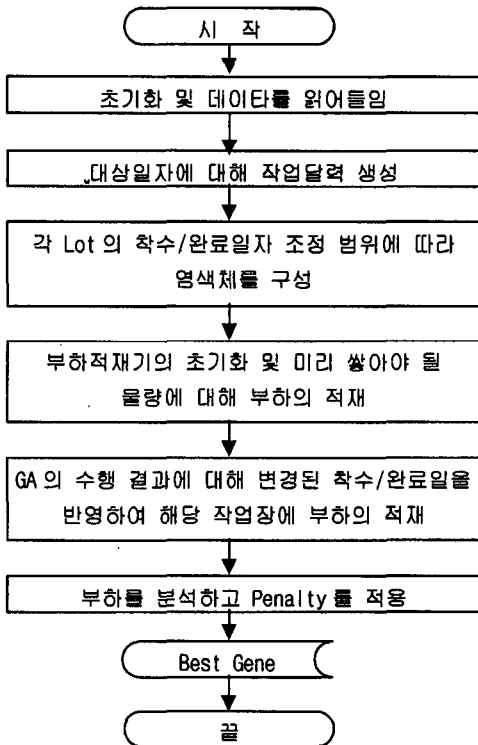 시 작
초기화 및 데이타를 읽어들임
대상일자에 대해 작업달력 생성
각 Lot 의 착수/완료일자 조정 범위에 따라
염색체를 구성
부하적재기의 초기화 및 미리 쌓아야 될
물량에 대해 부하의 적재
GA 의 수행 결과에 대해 변경된 착수/완료일을
반영하여 해당 작업장에 부하의 적재
부하를 분석하고 Penalty 를 적용
Best Gene
끝